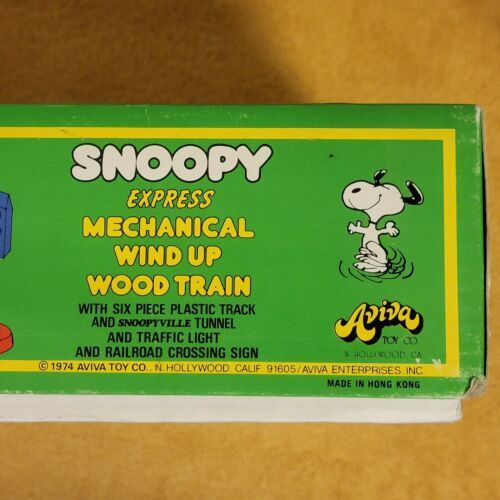 SNOOPY
EXPRESS
MECHANICAL
WIND UP
WOOD TRAIN
WITH SIX PIECE PLASTIC TRACK
AND SNOOPYVILLE TUNNEL
AND TRAFFIC LIGHT
AND RAILROAD CROSSING SIGN
Aviva
TOY CO.
N. HOLLYWOOD, CA
© 1974 AVIVA TOY CO., N. HOLLYWOOD, CALIF. 91605/AVIVA ENTERPRISES, INC.
MADE IN HONG KONG